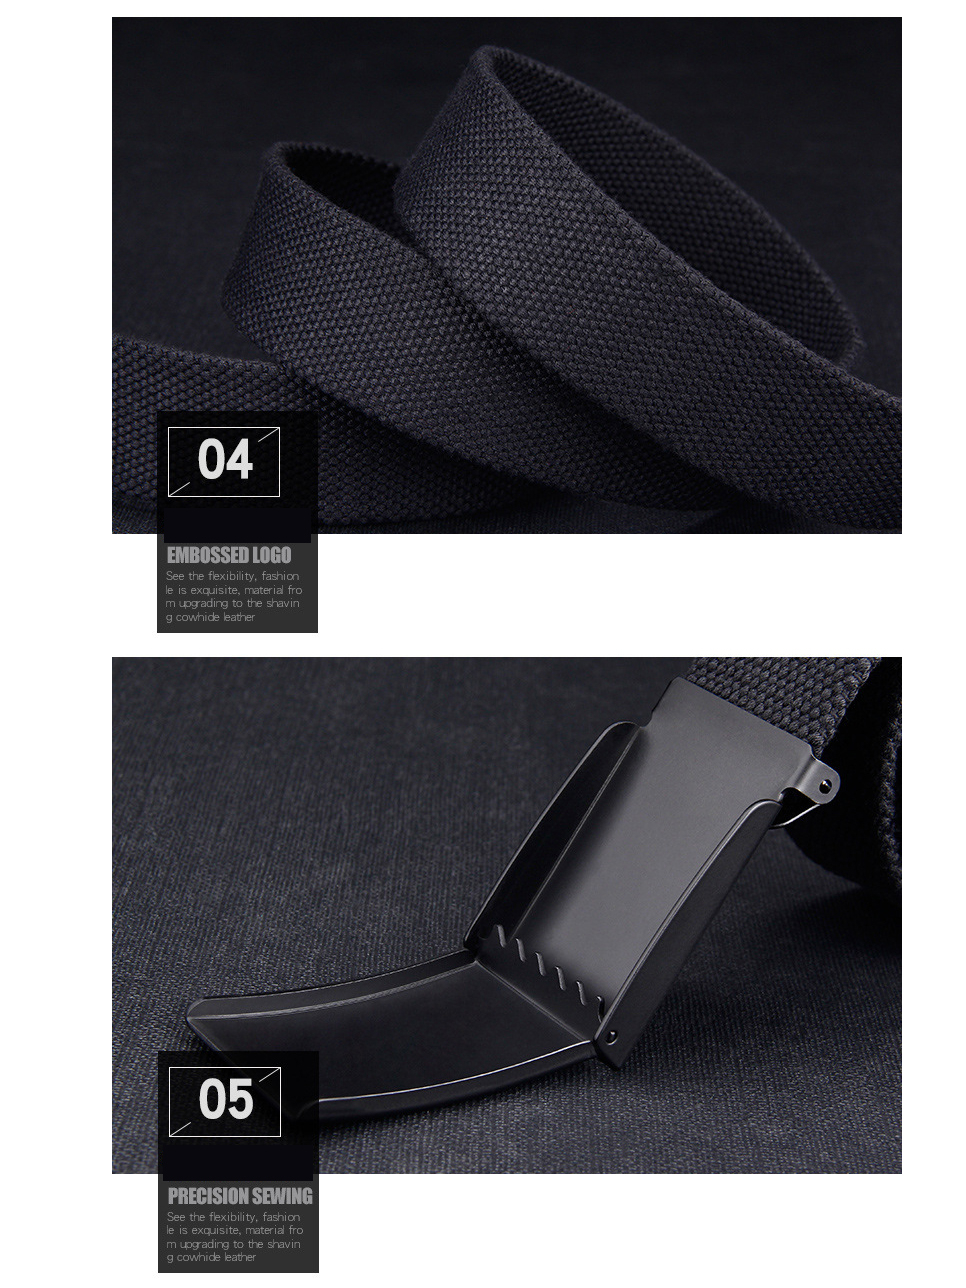 04
EMBOSSED LOGO
See the flexibility, fashion
le is exquisite, material fro
m upgrading to the shavin
g cowhide leather
05
PRECISION SEWING
See the flexibility, fashion
le is exquisite, material fro
m upgrading to the shavin
g cowhide leather